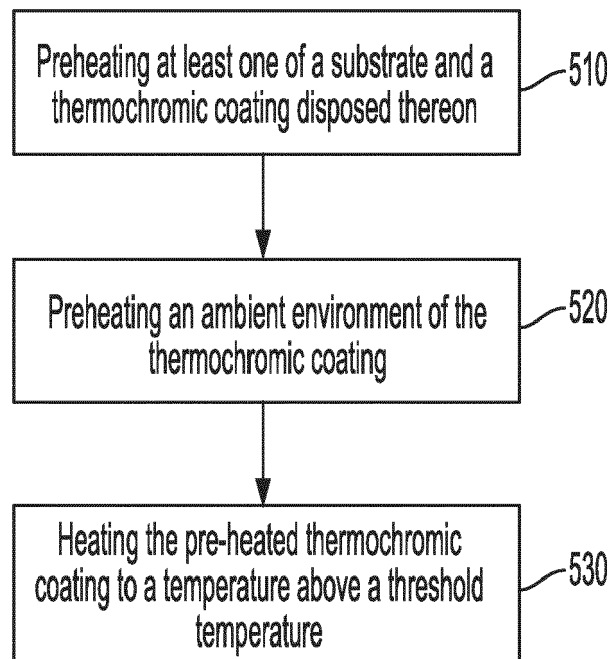 Preheating at least one of a substrate and a
thermochromic coating disposed thereon
510
Preheating an ambient environment of the
thermochromic coating
520
Heating the pre-heated thermochromic
coating to a temperature above a threshold
temperature
530